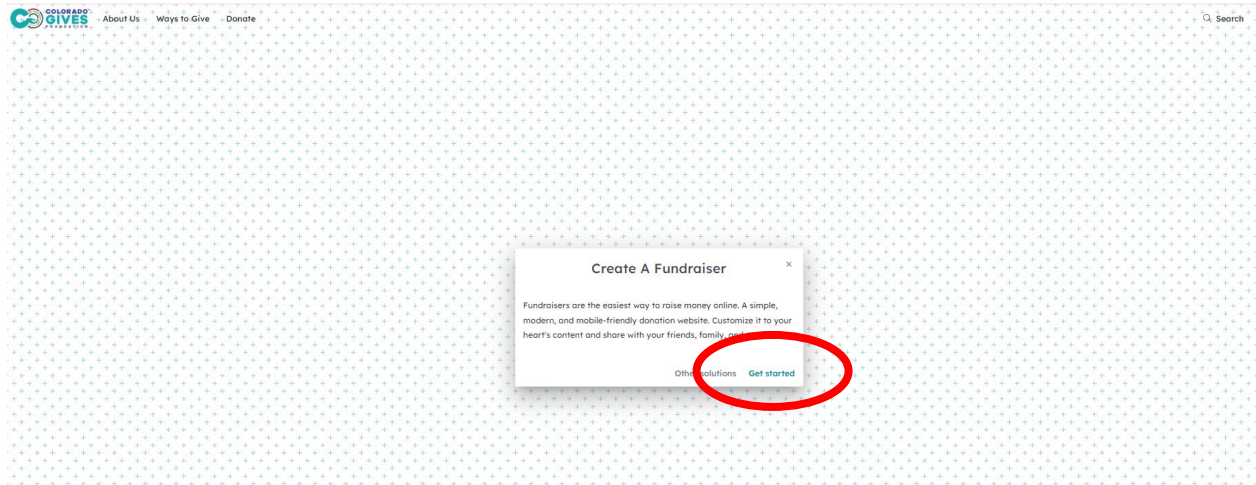 COLORADO
GIVES
FOUNDATION
About Us Ways to Give Donate
Search
Create A Fundraiser
×
Fundraisers are the easiest way to raise money online. A simple,
modern, and mobile-friendly donation website. Customize it to your
heart's content and share with your friends, family, and
Other solutions Get started